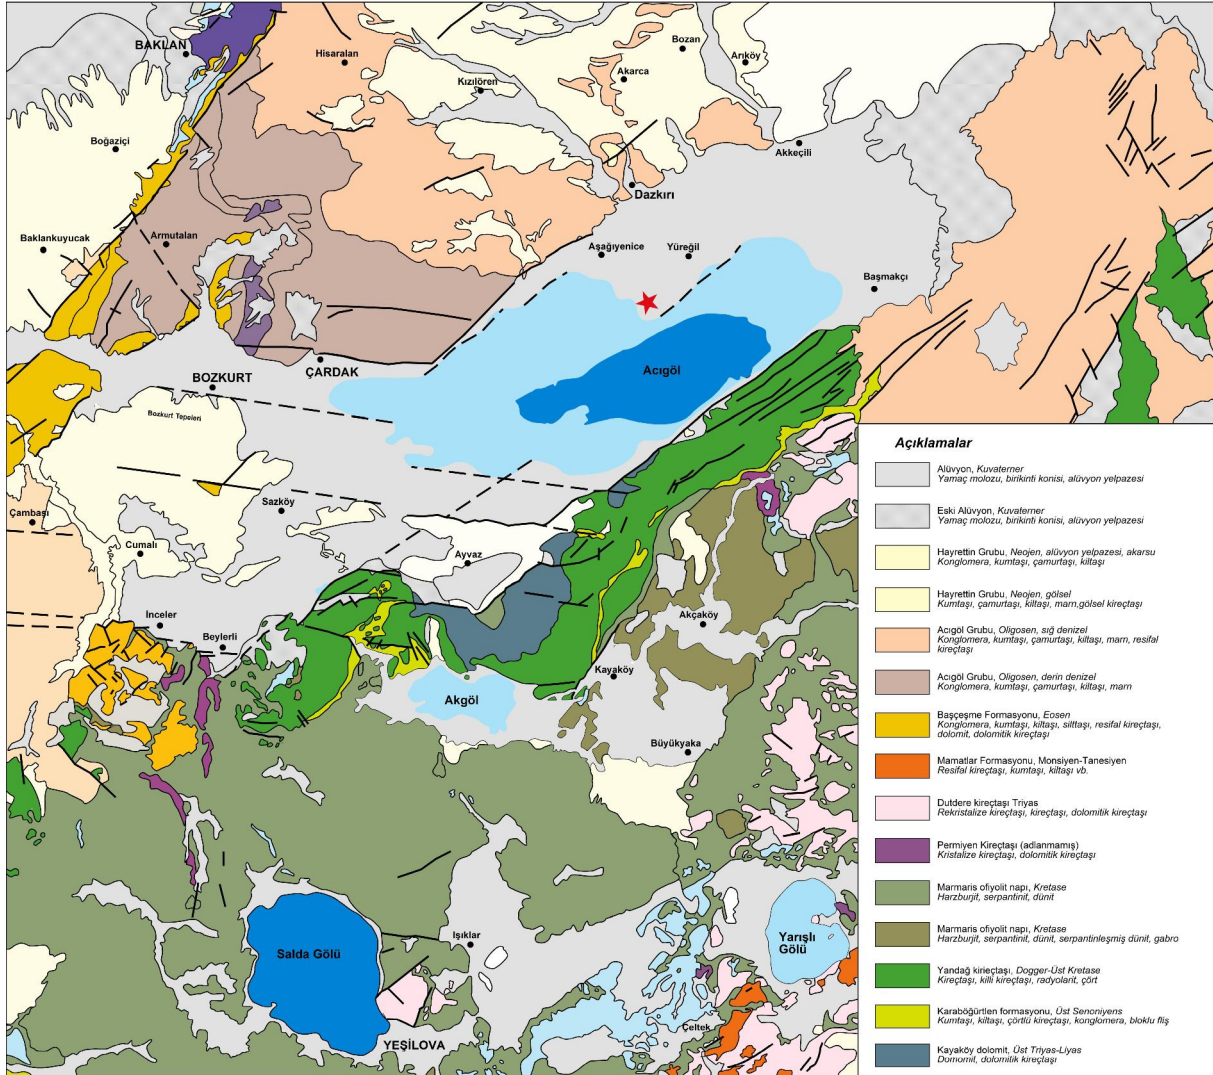 BAKLAN
Hisaralan
Bozan
Arıköy
Akarca
Kızılören
Boğaziçi
Akkeçili
Dazkırı
Baklankuyucak
Armutalan
Aşağıyenice
Yüreğil
Başmakçı
ÇARDAK
BOZKURT
Acıgöl
Bozkurt Tepeleri
Sazköy
Çambaşı
Cumalı
Ayvaz
İnceler
Beylerli
Akçaköy
Kayaköy
Akgöl
Büyükyaka
Işıklar
Salda Gölü
Yarışlı
Gölü
Çeltek
YEŞİLOVA
Açıklamalar
Alüvyon, Kuvaterner
Yamaç molozu, birikinti konisi, alüvyon yelpazesi
Eski Alüvyon, Kuvaterner
Yamaç molozu, birikinti konisi, alüvyon yelpazesi
Hayrettin Grubu, Neojen, alüvyon yelpazesi, akarsu
Konglomera, kumtaşı, çamurtaşı, kiltaşı
Hayrettin Grubu, Neojen, gölsel
Kumtaşı, çamurtaşı, kiltaşı, marn,gölsel kireçtaşı
Acıgöl Grubu, Oligosen, sığ denizel
Konglomera, kumtaşı, çamurtaşı, kiltaşı, marn, resifal
kireçtaşı
Acıgöl Grubu, Oligosen, derin denizel
Konglomera, kumtaşı, çamurtaşı, kiltaşı, marn
Başçeşme Formasyonu, Eosen
Konglomera, kumtaşı, kiltaşı, silttaşı, resifal kireçtaşı,
dolomit, dolomitik kireçtaşı
Mamatlar Formasyonu, Monsiyen-Tanesiyen
Resifal kireçtaşı, kumtaşı, kiltaşı vb.
Dutdere kireçtaşı Triyas
Rekristalize kireçtaşı, kireçtaşı, dolomitik kireçtaşı
Permiyen Kireçtaşı (adlanmamış)
Kristalize kireçtaşı, dolomitik kireçtaşı
Marmaris ofiyolit napı, Kretase
Harzburjit, serpantinit, dünit
Marmaris ofiyolit napı, Kretase
Harzburjit, serpantinit, dünit, serpantinleşmiş dünit, gabro
Yandağ kirieçtaşı, Dogger-Üst Kretase
Kireçtaşı, killi kireçtaşı, radyolarit, çört
Karaböğürtlen formasyonu, Üst Senoniyens
Kumtaşı, kiltaşı, çörtlü kireçtaşı, konglomera, bloklu fliş
Kayaköy dolomit, Üst Triyas-Liyas
Domomit, dolomilik kireçtaşı